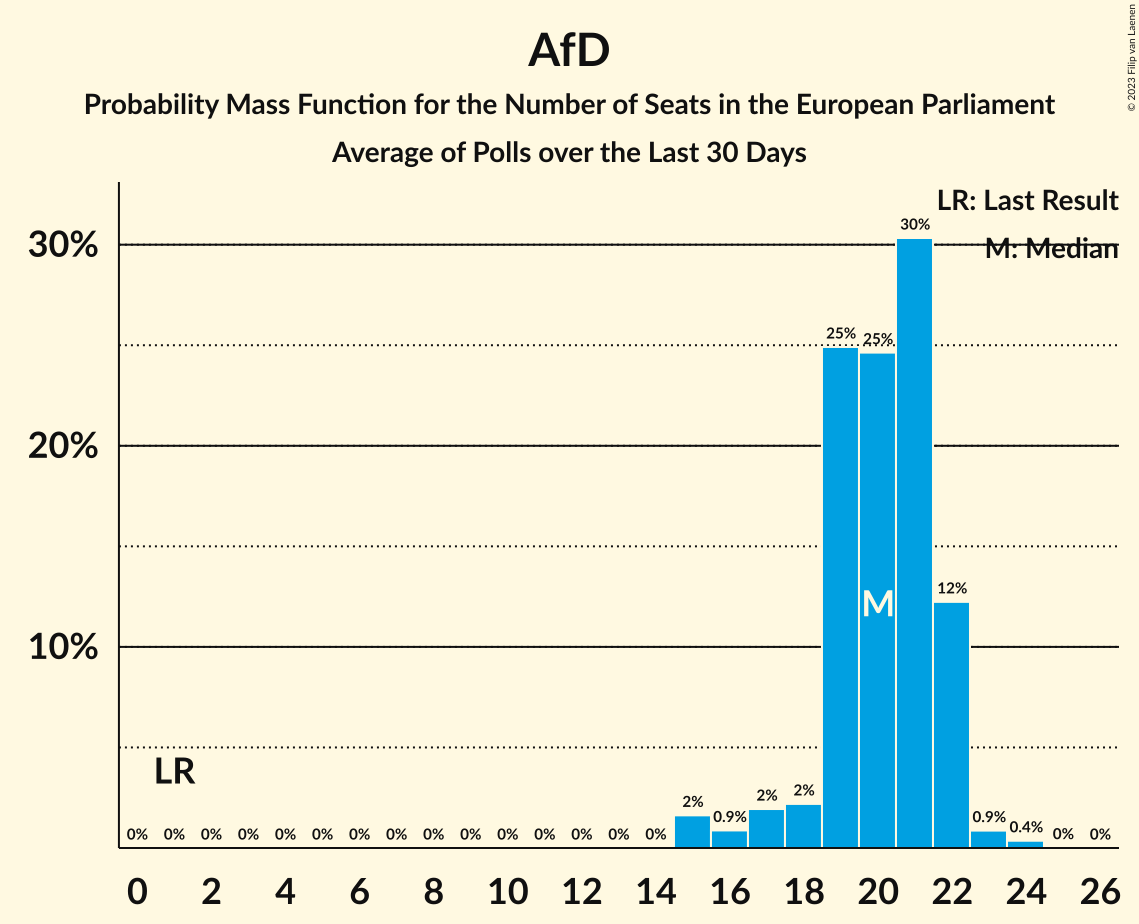 AfD
Probability Mass Function for the Number of Seats in the European Parliament
Average of Polls over the Last 30 Days
© 2023 Filip van Laenen
LR: Last Result
M: Median
30%
20%
10%
0% 0% 0% 0% 0% 0% 0% 0% 0% 0% 0% 0% 0% 0% 0% 2% 0.9% 2% 2% 25% 25% 30% 12% 0.9% 0.4% 0% 0%
LR
M
0 2 4 6 8 10 12 14 16 18 20 22 24 26